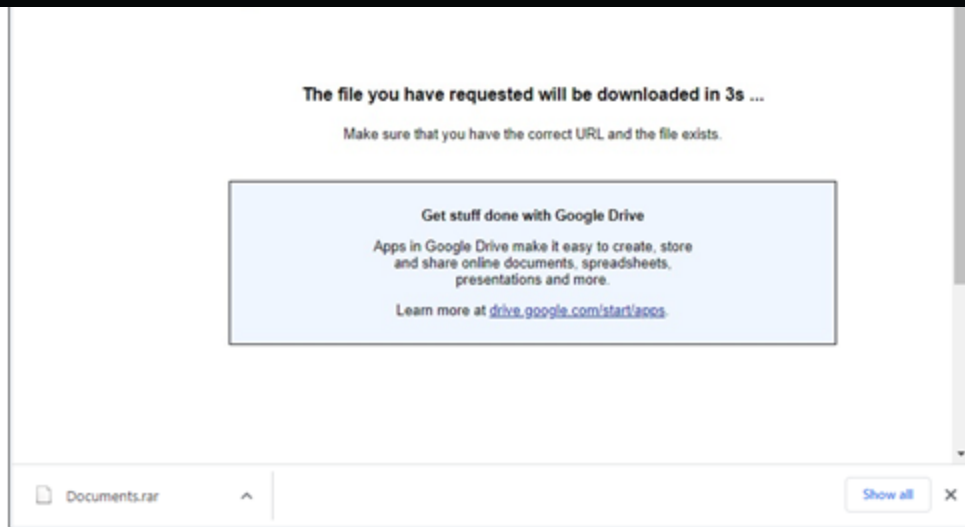 The file you have requested will be downloaded in 3s ...
Make sure that you have the correct URL and the file exists.
Get stuff done with Google Drive
Apps in Google Drive make it easy to create, store
and share online documents, spreadsheets,
presentations and more.
Learn more at drive.google.com/start/apps.
Documents.rar
Show all